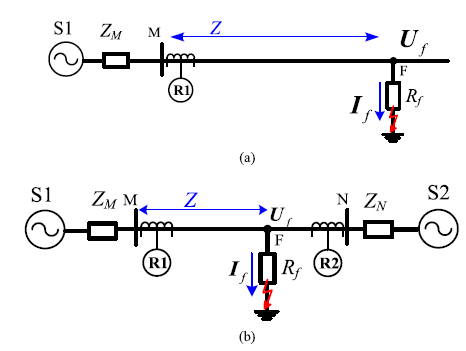 S1 Z_M M Z U_f
R1 F
I_f R_f
(a)
S1 Z_M M Z U_f N Z_N S2
R1 F R2
I_f R_f
(b)